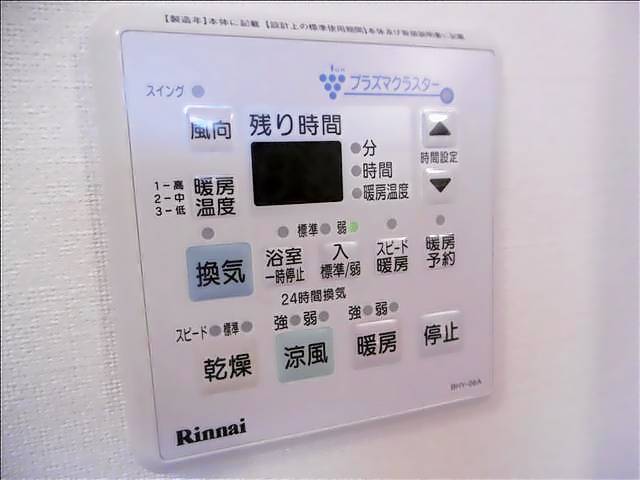 【製造年】本体に記載【設計上の標準使用期間】本体及び取扱説明書に記載
スイング
プラズマクラスター
風向
残り時間
分
時間
暖房温度
時間設定
1-高
2-中
3-低
暖房
温度
標準 弱
換気
浴室
一時停止
入
標準/弱
スピード
暖房
暖房
予約
24時間換気
スピード 標準
強 弱
強 弱
乾燥
涼風
暖房
停止
BHY-06A
Rinnai